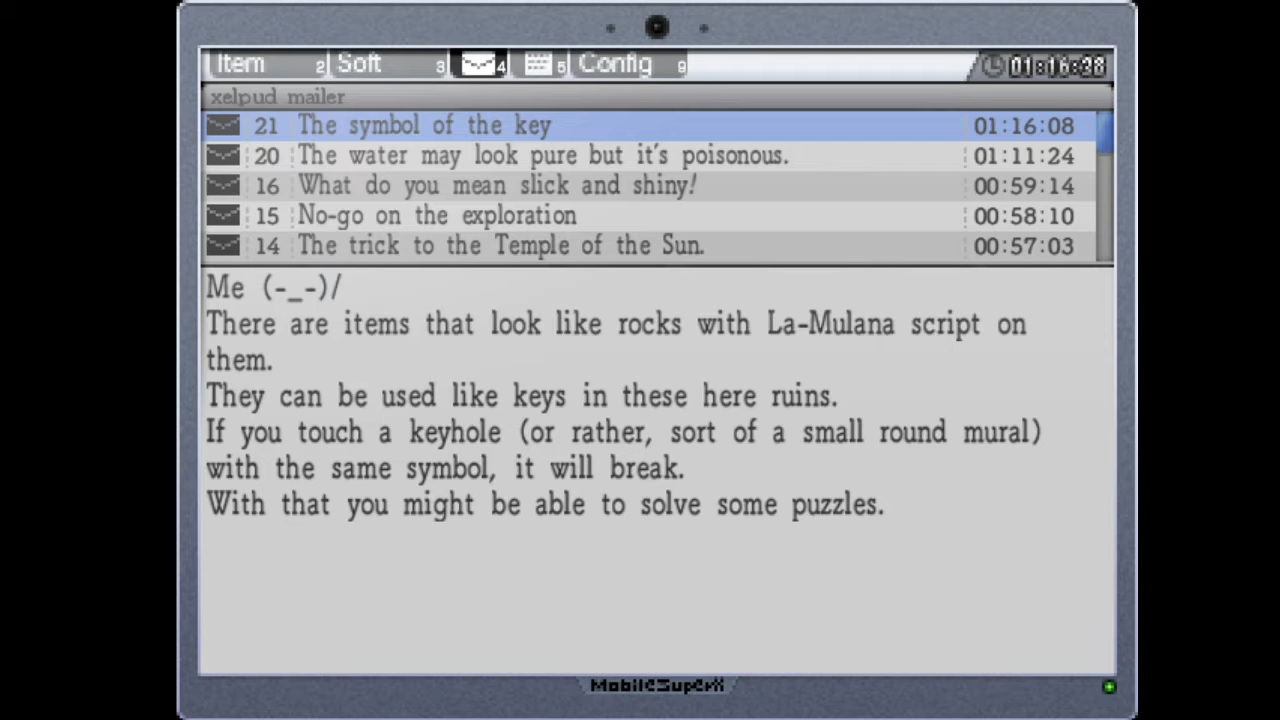 Item 2 Soft 3 4 5 Config 9 01:16:28
xelpud mailer
21 The symbol of the key 01:16:08
20 The water may look pure but it's poisonous. 01:11:24
16 What do you mean slick and shiny! 00:59:14
15 No-go on the exploration 00:58:10
14 The trick to the Temple of the Sun. 00:57:03
Me (-_-)/
There are items that look like rocks with La-Mulana script on
them.
They can be used like keys in these here ruins.
If you touch a keyhole (or rather, sort of a small round mural)
with the same symbol, it will break.
With that you might be able to solve some puzzles.
MobileSuperX